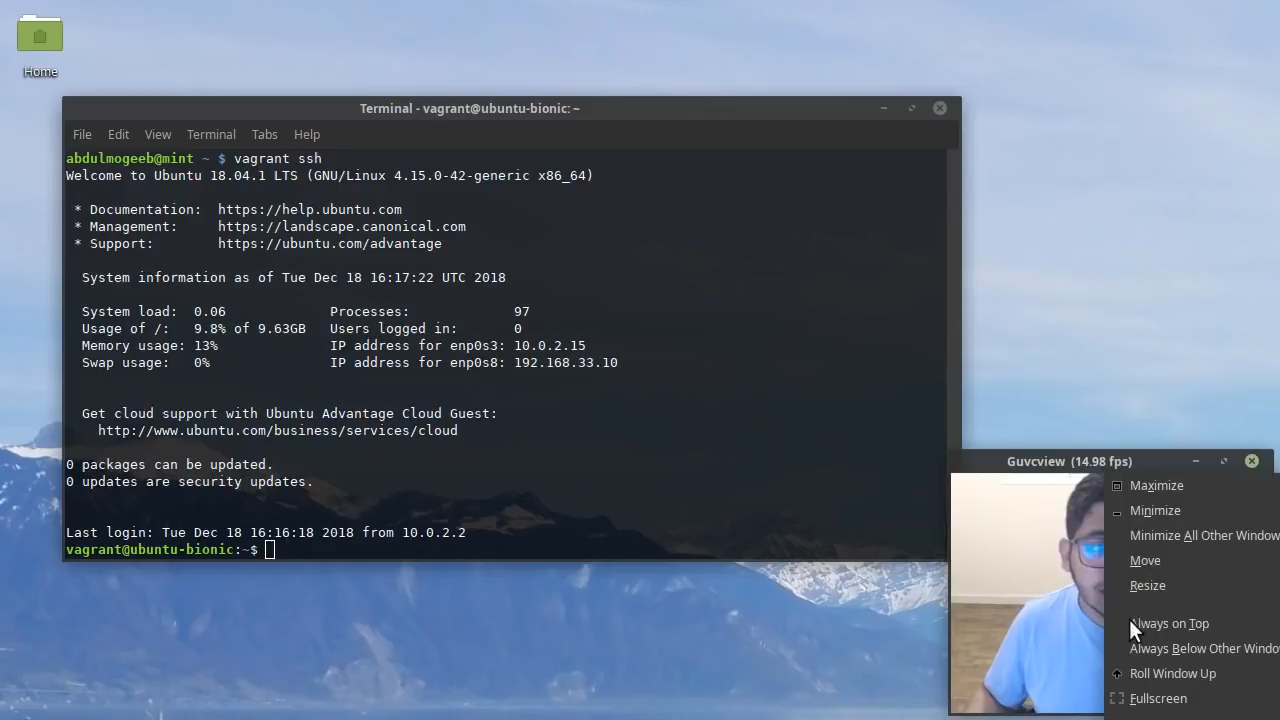 Home
Terminal - vagrant@ubuntu-bionic: ~
File Edit View Terminal Tabs Help
abdulmogeeb@mint ~ $ vagrant ssh
Welcome to Ubuntu 18.04.1 LTS (GNU/Linux 4.15.0-42-generic x86_64)
* Documentation: https://help.ubuntu.com
* Management: https://landscape.canonical.com
* Support: https://ubuntu.com/advantage
System information as of Tue Dec 18 16:17:22 UTC 2018
System load: 0.06 Processes: 97
Usage of /: 9.8% of 9.63GB Users logged in: 0
Memory usage: 13% IP address for enp0s3: 10.0.2.15
Swap usage: 0% IP address for enp0s8: 192.168.33.10
Get cloud support with Ubuntu Advantage Cloud Guest:
http://www.ubuntu.com/business/services/cloud
0 packages can be updated.
0 updates are security updates.
Last login: Tue Dec 18 16:16:18 2018 from 10.0.2.2
vagrant@ubuntu-bionic:~$
Guvcview (14.98 fps)
Maximize
Minimize
Minimize All Other Window
Move
Resize
Always on Top
Always Below Other Windo
Roll Window Up
Fullscreen